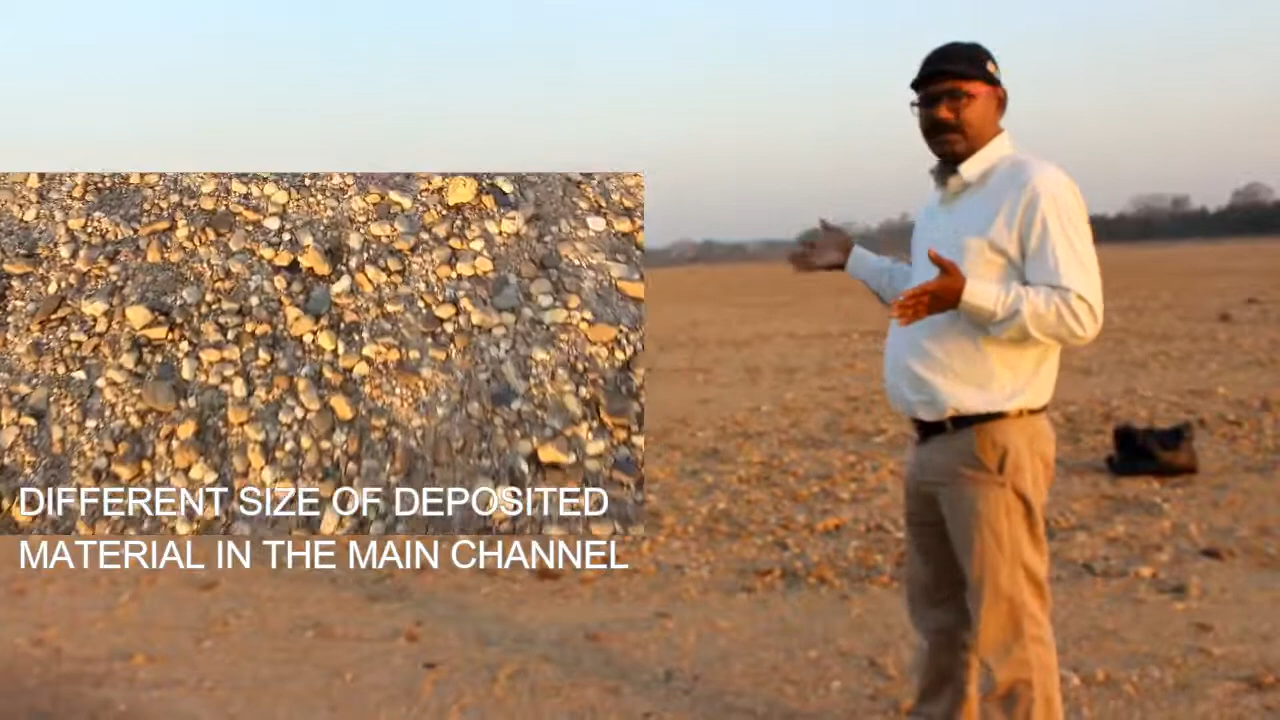 DIFFERENT SIZE OF DEPOSITED
MATERIAL IN THE MAIN CHANNEL